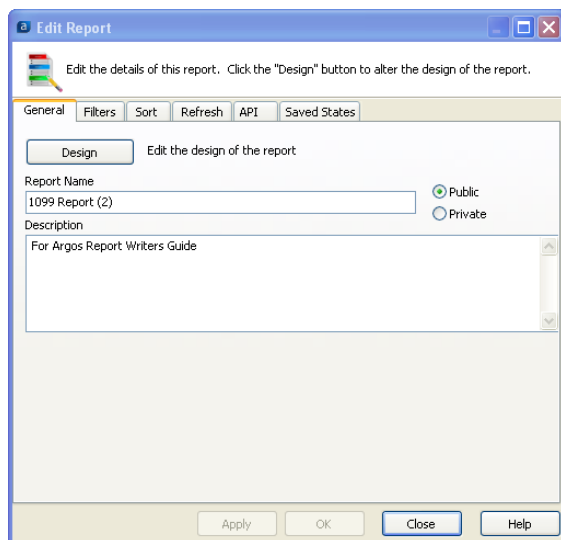 Edit Report
Edit the details of this report. Click the "Design" button to alter the design of the report.
General Filters Sort Refresh API Saved States
Design Edit the design of the report
Report Name
1099 Report (2)
Public
Private
Description
For Argos Report Writers Guide
Apply OK Close Help